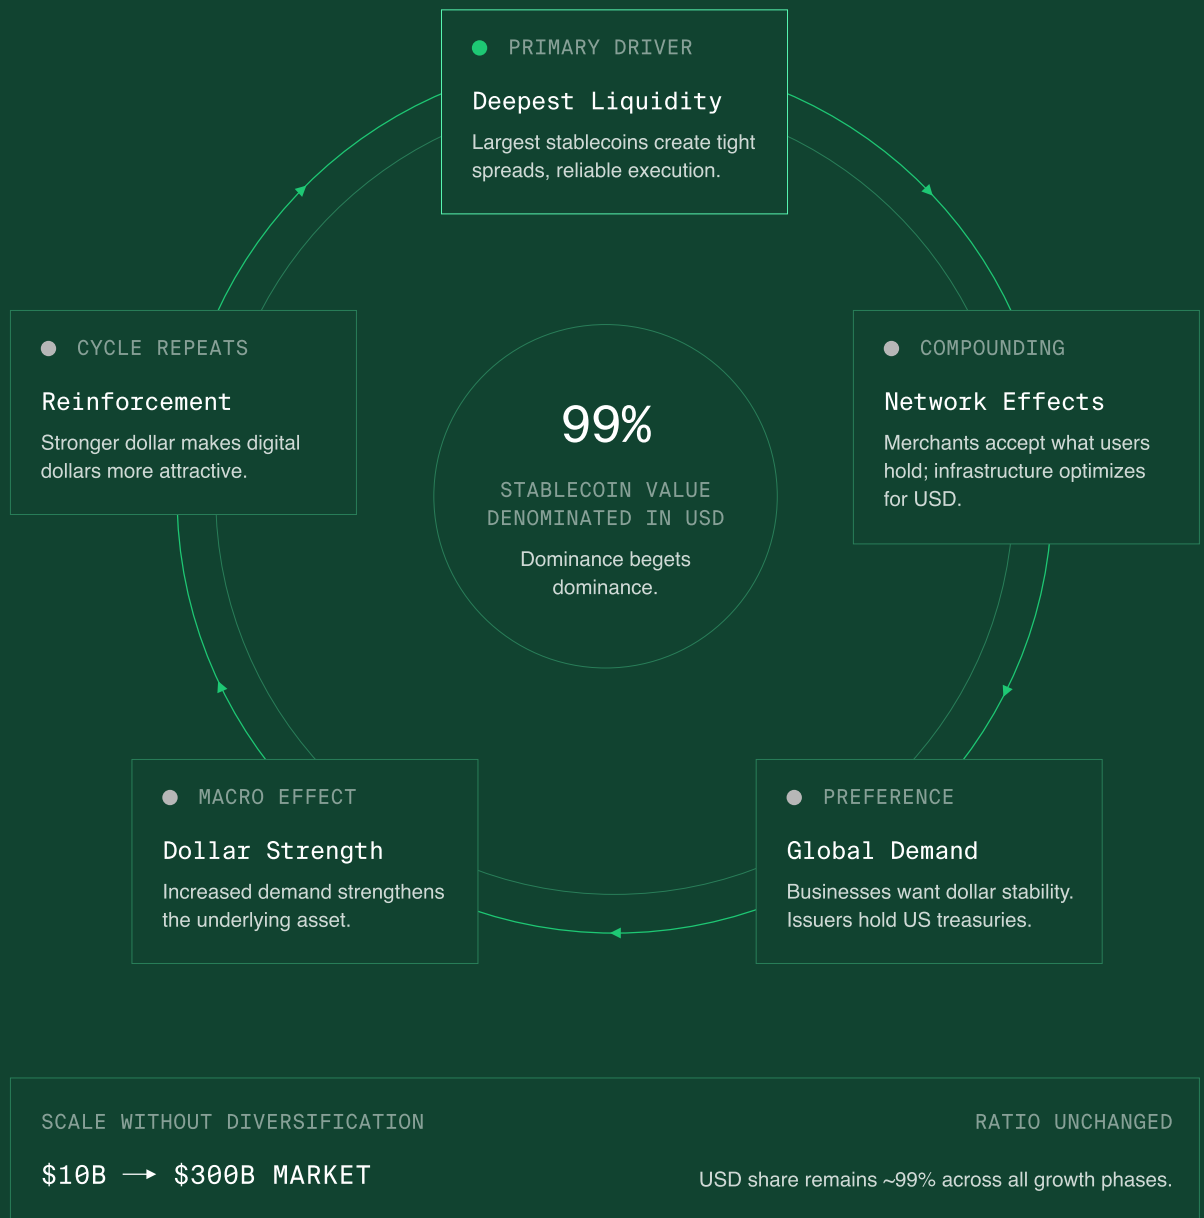 PRIMARY DRIVER
Deepest Liquidity
Largest stablecoins create tight
spreads, reliable execution.
CYCLE REPEATS
Reinforcement
Stronger dollar makes digital
dollars more attractive.
99%
STABLECOIN VALUE
DENOMINATED IN USD
Dominance begets
dominance.
COMPOUNDING
Network Effects
Merchants accept what users
hold; infrastructure optimizes
for USD.
MACRO EFFECT
Dollar Strength
Increased demand strengthens
the underlying asset.
PREFERENCE
Global Demand
Businesses want dollar stability.
Issuers hold US treasuries.
SCALE WITHOUT DIVERSIFICATION
$10B → $300B MARKET
RATIO UNCHANGED
USD share remains ~99% across all growth phases.